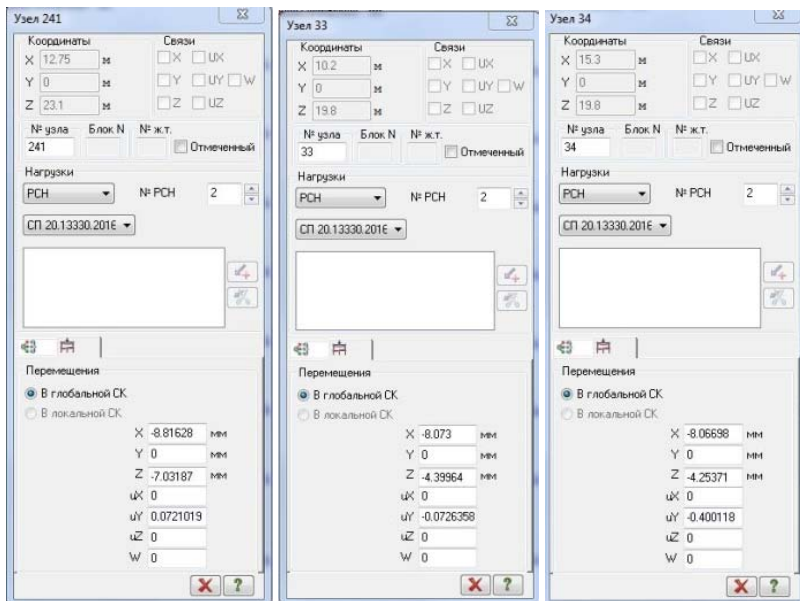 Узел 241
Координаты
Связи
X 12.75 м
X UX
Y 0 м
Y UY W
Z 23.1 м
Z UZ
№ узла Блок N № ж.т.
241
Отмеченный
Нагрузки
РСН
№ РСН 2
СП 20.13330.2016
Перемещения
В глобальной СК
В локальной СК
X -8.81628 мм
Y 0 мм
Z -7.03187 мм
uX 0
uY 0.0721019
uZ 0
W 0
Узел 33
Координаты
Связи
X 10.2 м
X UX
Y 0 м
Y UY W
Z 19.8 м
Z UZ
№ узла Блок N № ж.т.
33
Отмеченный
Нагрузки
РСН
№ РСН 2
СП 20.13330.2016
Перемещения
В глобальной СК
В локальной СК
X -8.073 мм
Y 0 мм
Z -4.39964 мм
uX 0
uY -0.0726358
uZ 0
W 0
Узел 34
Координаты
Связи
X 15.3 м
X UX
Y 0 м
Y UY W
Z 19.8 м
Z UZ
№ узла Блок N № ж.т.
34
Отмеченный
Нагрузки
РСН
№ РСН 2
СП 20.13330.2016
Перемещения
В глобальной СК
В локальной СК
X -8.06698 мм
Y 0 мм
Z -4.25371 мм
uX 0
uY -0.400118
uZ 0
W 0